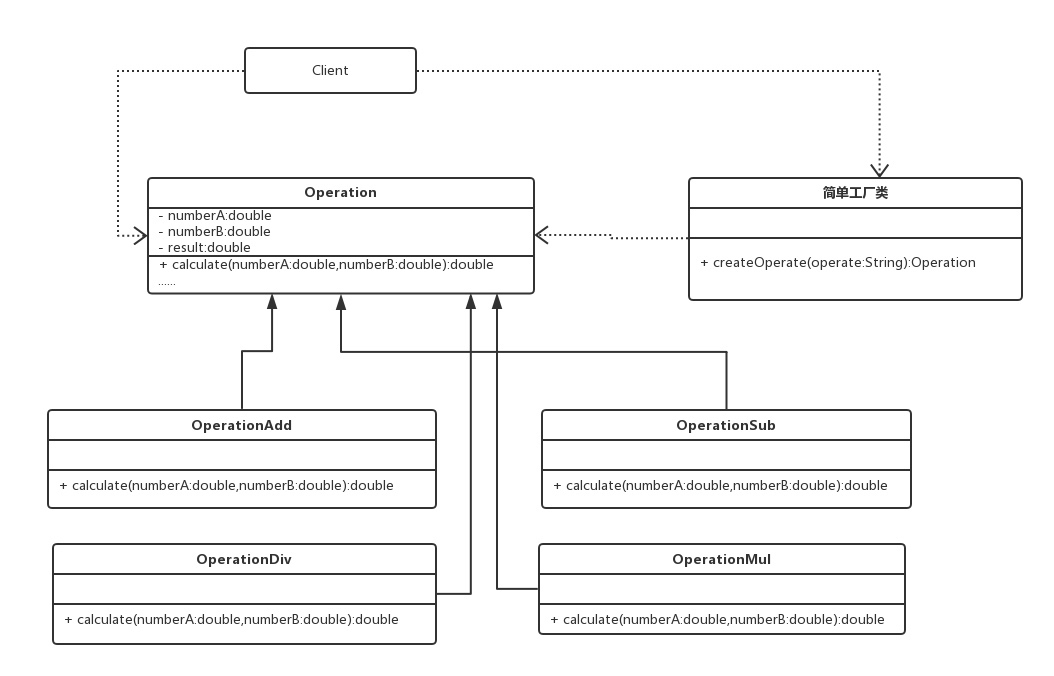 Client
Operation
- numberA:double
- numberB:double
- result:double
+ calculate(numberA:double,numberB:double):double
......
简单工厂类
+ createOperate(operate:String):Operation
OperationAdd
+ calculate(numberA:double,numberB:double):double
OperationSub
+ calculate(numberA:double,numberB:double):double
OperationDiv
+ calculate(numberA:double,numberB:double):double
OperationMul
+ calculate(numberA:double,numberB:double):double